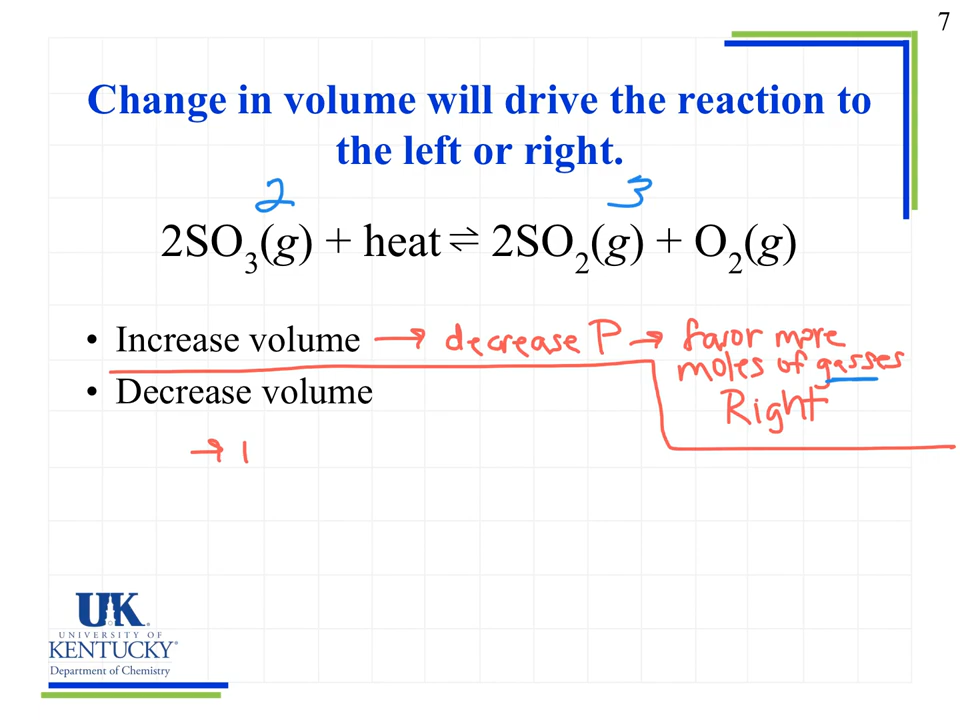 7
Change in volume will drive the reaction to
the left or right.
2 3
2SO₃(g) + heat ⇌ 2SO₂(g) + O₂(g)
• Increase volume → decrease P → favor more
moles of gasses
• Decrease volume
Right
→ I
UK
UNIVERSITY OF
KENTUCKY
Department of Chemistry